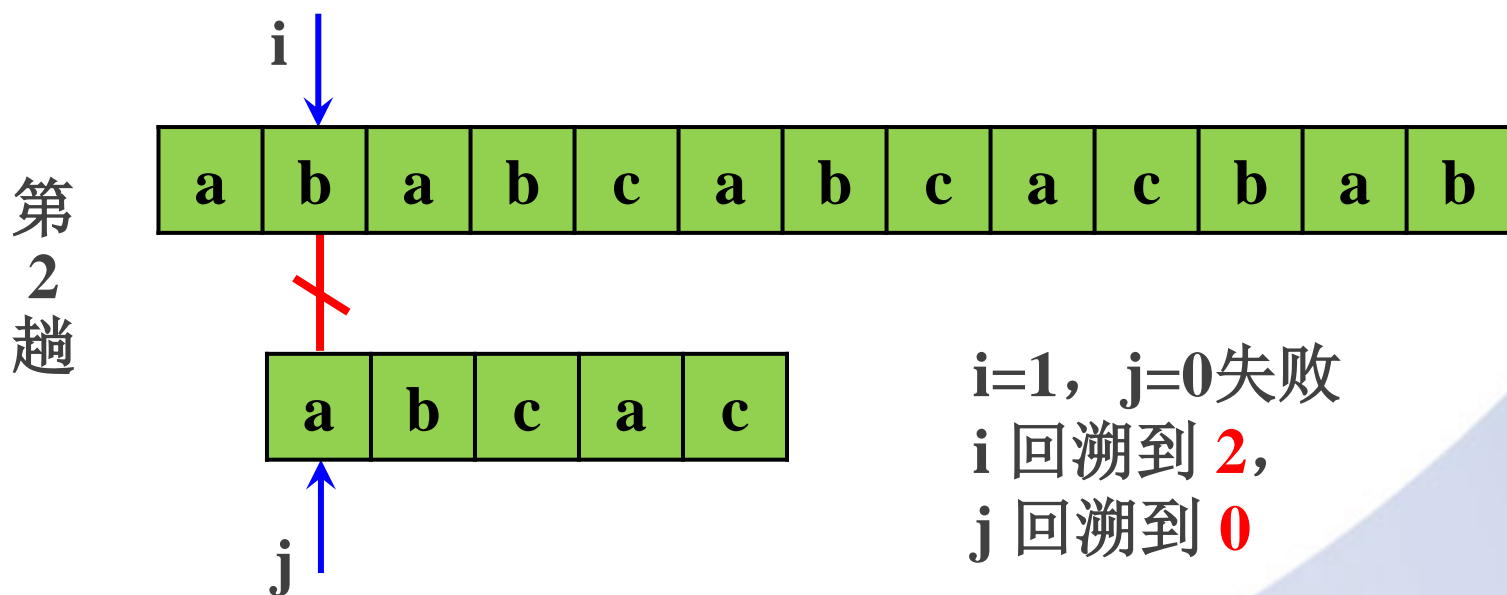 i
a b a b c a b c a c b a b
第
2
趟
a b c a c
i=1，j=0失败
i 回溯到 2，
j 回溯到 0
j